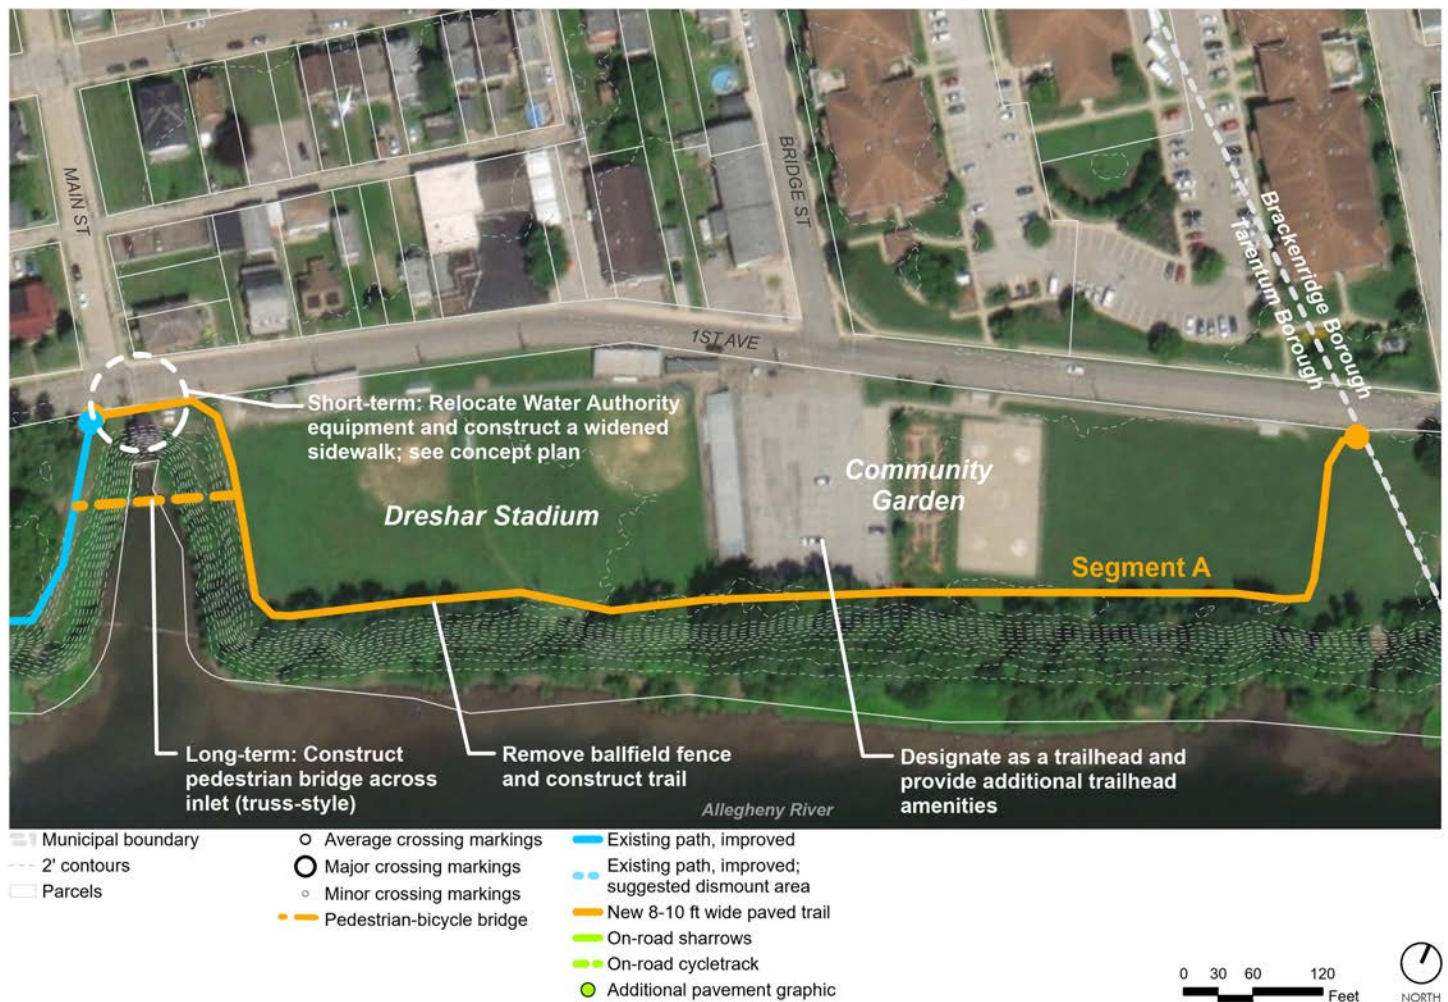 MAIN ST
BRIDGE ST
Brackenridge Borough
Tarentum Borough
1ST AVE
Short-term: Relocate Water Authority
equipment and construct a widened
sidewalk; see concept plan
Dreshar Stadium
Community
Garden
Segment A
Long-term: Construct
pedestrian bridge across
inlet (truss-style)
Remove ballfield fence
and construct trail
Designate as a trailhead and
provide additional trailhead
amenities
Allegheny River
Municipal boundary
2' contours
Parcels
Average crossing markings
Major crossing markings
Minor crossing markings
Pedestrian-bicycle bridge
Existing path, improved
Existing path, improved;
suggested dismount area
New 8-10 ft wide paved trail
On-road sharrows
On-road cycletrack
Additional pavement graphic
0 30 60 120
Feet
NORTH